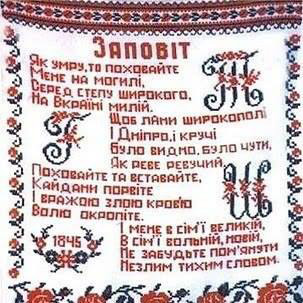 Заповіт
Як умру, то поховайте
Мене на могилі,
Серед степу широкого,
На Вкраїні милій.
Т
Г
Щоб лани широкополі
І Дніпро, і кручі
Було видно, було чути,
Як реве ревучий.
Ш
Поховайте та вставайте,
Кайдани порвіте
І вражою злою кров'ю
Волю окропіте.
1845
І мене в сім'ї великій,
В сім'ї вольній, новій,
Не забудьте пом'янути
Незлим тихим словом.